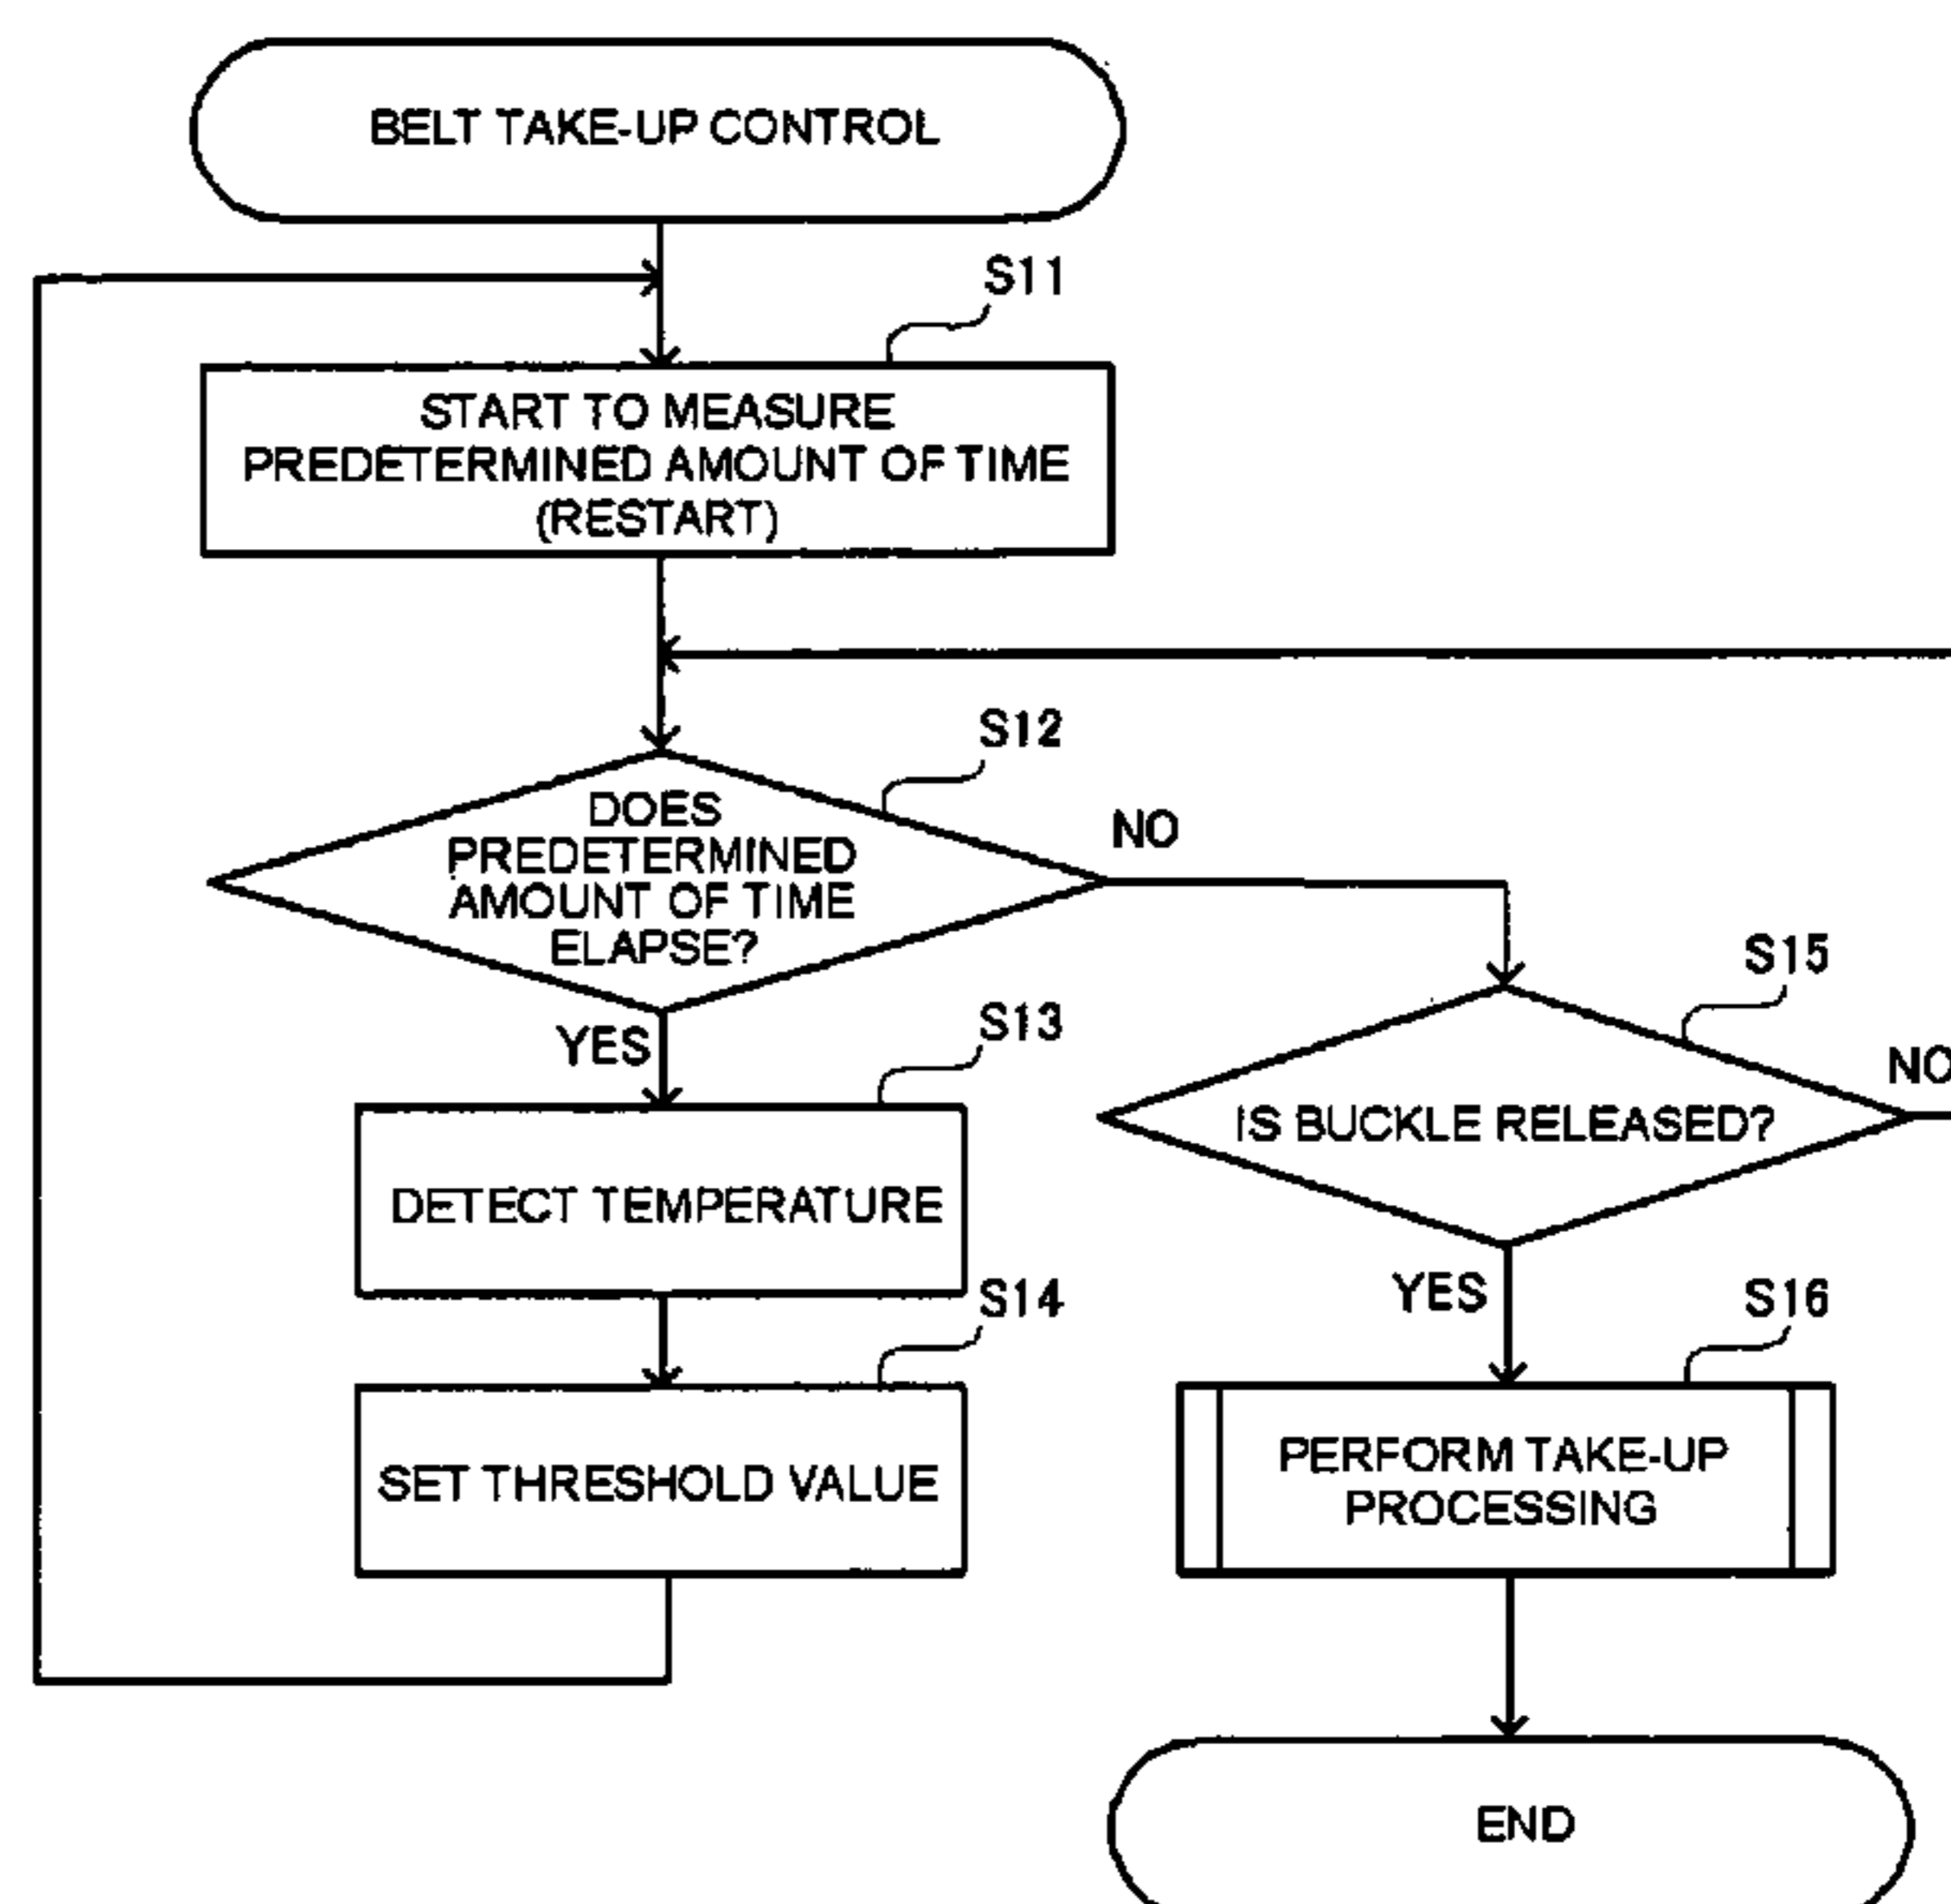 BELT TAKE-UP CONTROL
S11
START TO MEASURE
PREDETERMINED AMOUNT OF TIME
(RESTART)
S12
DOES
PREDETERMINED
AMOUNT OF TIME
ELAPSE?
NO
YES
S13
DETECT TEMPERATURE
S14
SET THRESHOLD VALUE
S15
IS BUCKLE RELEASED?
NO
YES
S16
PERFORM TAKE-UP
PROCESSING
END